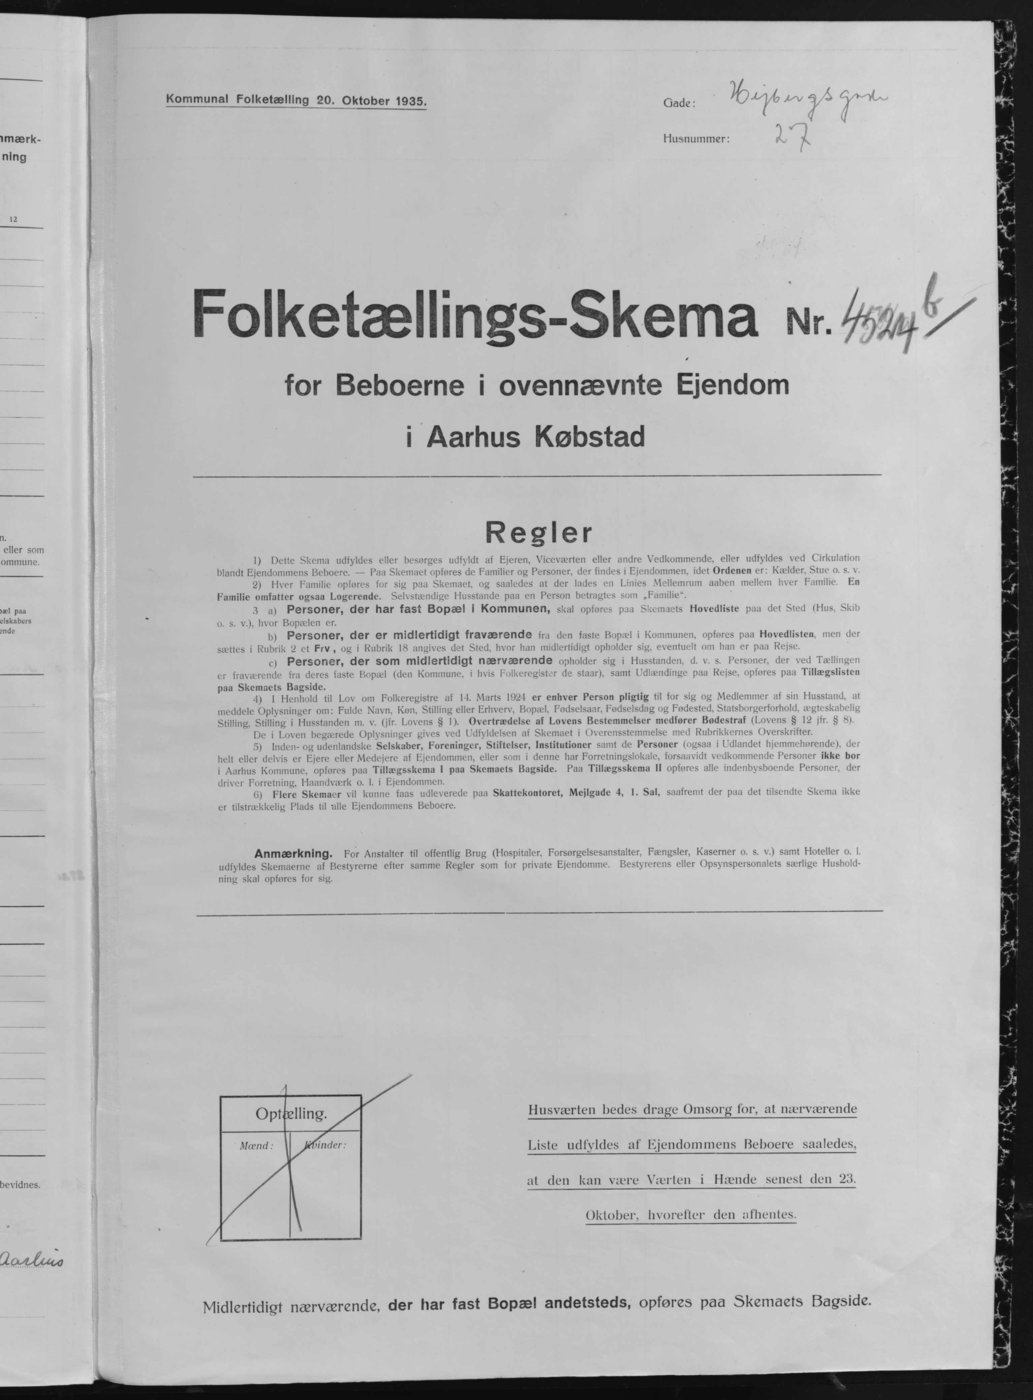 Kommunal Folketælling 20. Oktober 1935.
Gade: Hejbergsgade
Husnummer: 27
Folketællings-Skema Nr. 4524 b
for Beboerne i ovennævnte Ejendom
i Aarhus Købstad
Regler
1) Dette Skema udfyldes eller besørges udfyldt af Ejeren, Viceværten eller andre Vedkommende, eller udfyldes ved Cirkulation
blandt Ejendommens Beboere. — Paa Skemaet opføres de Familier og Personer, der findes i Ejendommen, idet Ordenen er: Kælder, Stue o. s. v.
2) Hver Familie opføres for sig paa Skemaet, og saaledes at der lades en Linies Mellemrum aaben mellem hver Familie. En
Familie omfatter ogsaa Logerende. Selvstændige Husstande paa en Person betragtes som „Familie“.
3 a) Personer, der har fast Bopæl i Kommunen, skal opføres paa Skemaets Hovedliste paa det Sted (Hus, Skib
o. s. v.), hvor Bopælen er.
b) Personer, der er midlertidigt fraværende fra den faste Bopæl i Kommunen, opføres paa Hovedlisten, men der
sættes i Rubrik 2 et Frv., og i Rubrik 18 angives det Sted, hvor han midlertidigt opholder sig, eventuelt om han er paa Rejse.
c) Personer, der som midlertidigt nærværende opholder sig i Husstanden, d. v. s. Personer, der ved Tællingen
er fraværende fra deres faste Bopæl (den Kommune, i hvis Folkeregister de staar), samt Udlændinge paa Rejse, opføres paa Tillægslisten
paa Skemaets Bagside.
4) I Henhold til Lov om Folkeregistre af 14. Marts 1924 er enhver Person pligtig til for sig og Medlemmer af sin Husstand, at
meddele Oplysninger om: Fulde Navn, Køn, Stilling eller Erhverv, Bopæl, Fødselsaar, Fødselsdag og Fødested, Statsborgerforhold, ægteskabelig
Stilling, Stilling i Husstanden m. v. (jfr. Lovens § 1). Overtrædelse af Lovens Bestemmelser medfører Bødestraf (Lovens § 12 jfr. § 8).
De i Loven begærede Oplysninger gives ved Udfyldelsen af Skemaet i Overensstemmelse med Rubrikkernes Overskrifter.
5) Inden- og udenlandske Selskaber, Foreninger, Stiftelser, Institutioner samt de Personer (ogsaa i Udlandet hjemmehørende), der
helt eller delvis er Ejere eller Medejere af Ejendommen, eller som i denne har Forretningslokale, forsaavidt vedkommende Personer ikke bor
i Aarhus Kommune, opføres paa Tillægsskema I paa Skemaets Bagside. Paa Tillægsskema II opføres alle indenbysboende Personer, der
driver Forretning, Haandværk o. l. i Ejendommen.
6) Flere Skemaer vil kunne faas udleverede paa Skattekontoret, Mejlgade 4, 1. Sal, saafremt der paa det tilsendte Skema ikke
er tilstrækkelig Plads til alle Ejendommens Beboere.
Anmærkning. For Anstalter til offentlig Brug (Hospitaler, Forsørgelsesanstalter, Fængsler, Kaserner o. s. v.) samt Hoteller o. l.
udfyldes Skemaerne af Bestyrerne efter samme Regler som for private Ejendomme. Bestyrerens eller Opsynspersonalets særlige Hushold-
ning skal opføres for sig.
Optælling.
Mænd: Kvinder:
Husværten bedes drage Omsorg for, at nærværende
Liste udfyldes af Ejendommens Beboere saaledes,
at den kan være Værten i Hænde senest den 23.
Oktober, hvorefter den afhentes.
Midlertidigt nærværende, der har fast Bopæl andetsteds, opføres paa Skemaets Bagside.
nmærk-
ning
12
n.
eller som
ommune.
pæl paa
elskabers
ende
bevidnes.
Aarhus